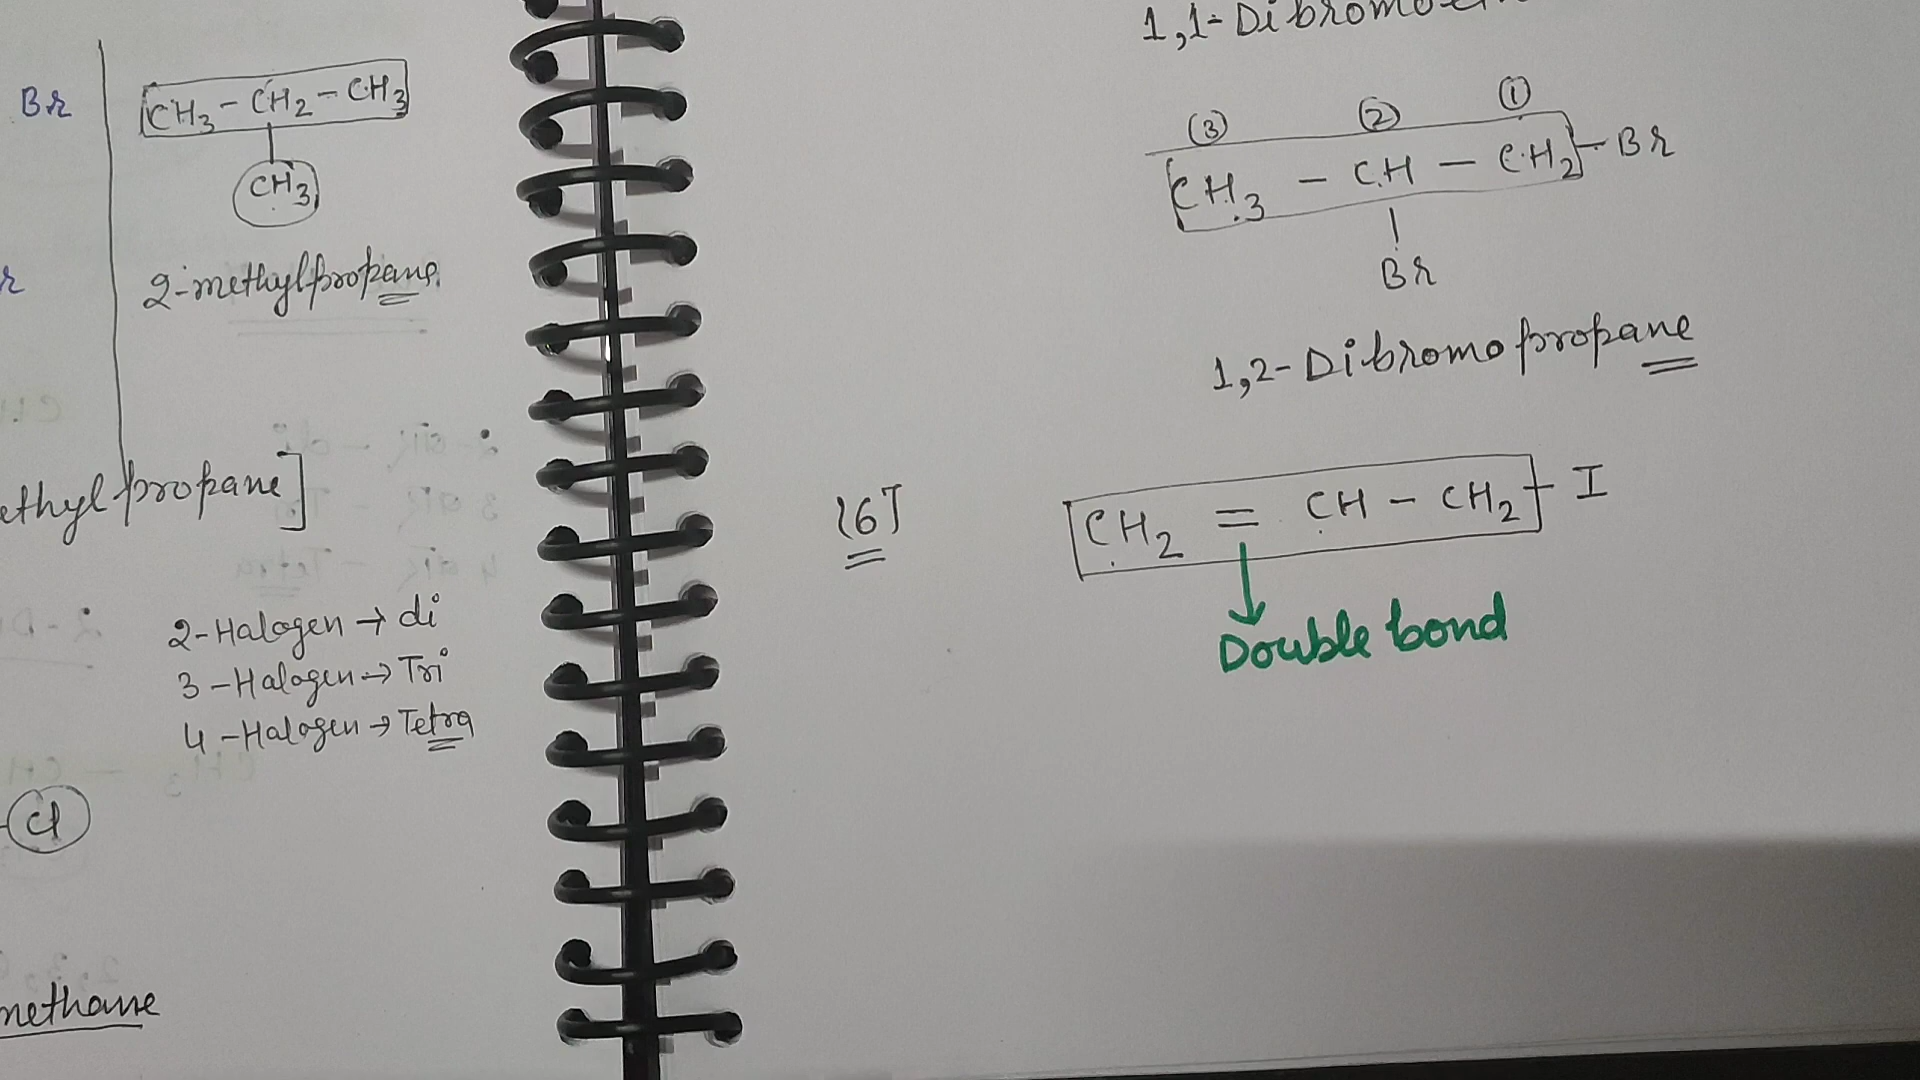 Br
CH3 - CH2 - CH3
CH3
2-methylpropane
ethyl propane]
2-Halogen → di
3-Halogen → Tri
4-Halogen → Tetra
Cl
methane
1,1-Dibromo
(3) (2) (1)
CH3 - CH - CH2 - Br
Br
1,2-Dibromopropane
[6]
CH2 = CH - CH2 - I
Double bond